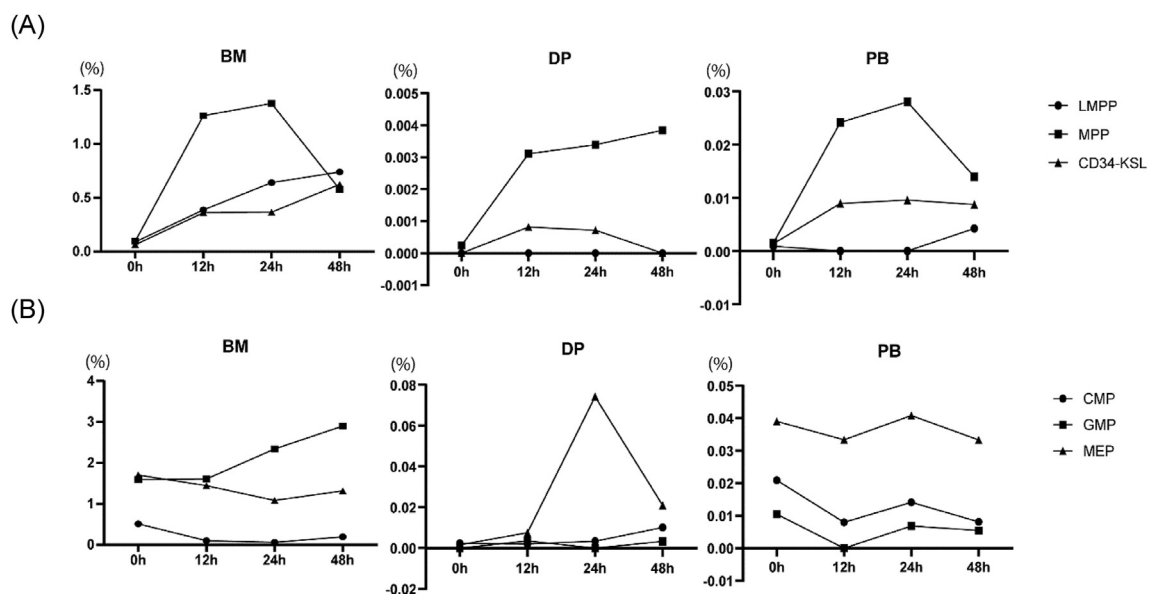 (A)
BM
(%)
1.5
1.0
0.5
0.0
0h 12h 24h 48h
DP
(%)
0.005
0.004
0.003
0.002
0.001
0.000
-0.001
0h 12h 24h 48h
PB
(%)
0.03
0.02
0.01
0.00
-0.01
0h 12h 24h 48h
LMPP
MPP
CD34-KSL
(B)
BM
(%)
4
3
2
1
0
0h 12h 24h 48h
DP
(%)
0.08
0.06
0.04
0.02
0.00
-0.02
0h 12h 24h 48h
PB
(%)
0.05
0.04
0.03
0.02
0.01
0.00
-0.01
0h 12h 24h 48h
CMP
GMP
MEP